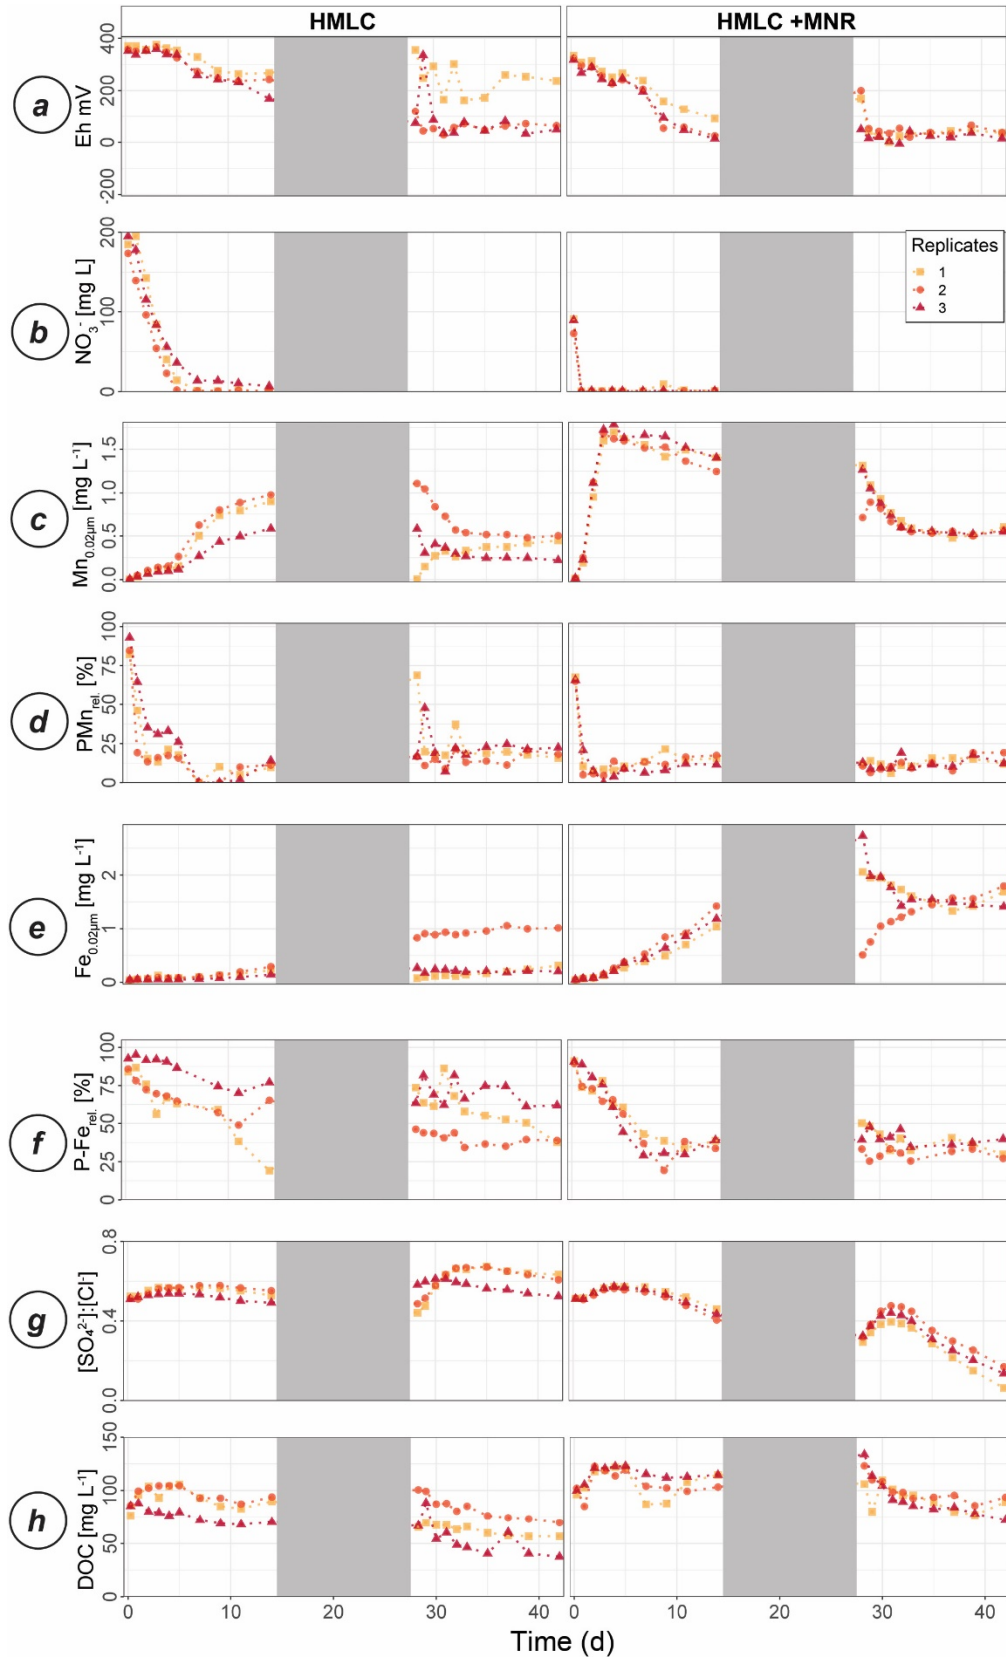 HMLC HMLC +MNR
a
Eh mV
400
200
0
-200
b
NO₃⁻ [mg L]
200
100
0
Replicates
1
2
3
c
Mn0.02µm [mg L⁻¹]
1.5
1.0
0.5
0.0
d
PMnrel. [%]
100
75
50
25
0
e
Fe0.02µm [mg L⁻¹]
2
1
0
f
P-Ferel. [%]
100
75
50
25
0
g
[SO₄²⁻]:[Cl⁻]
0.8
0.4
0.0
h
DOC [mg L⁻¹]
150
100
50
0
0 10 20 30 40 0 10 20 30 40
Time (d)